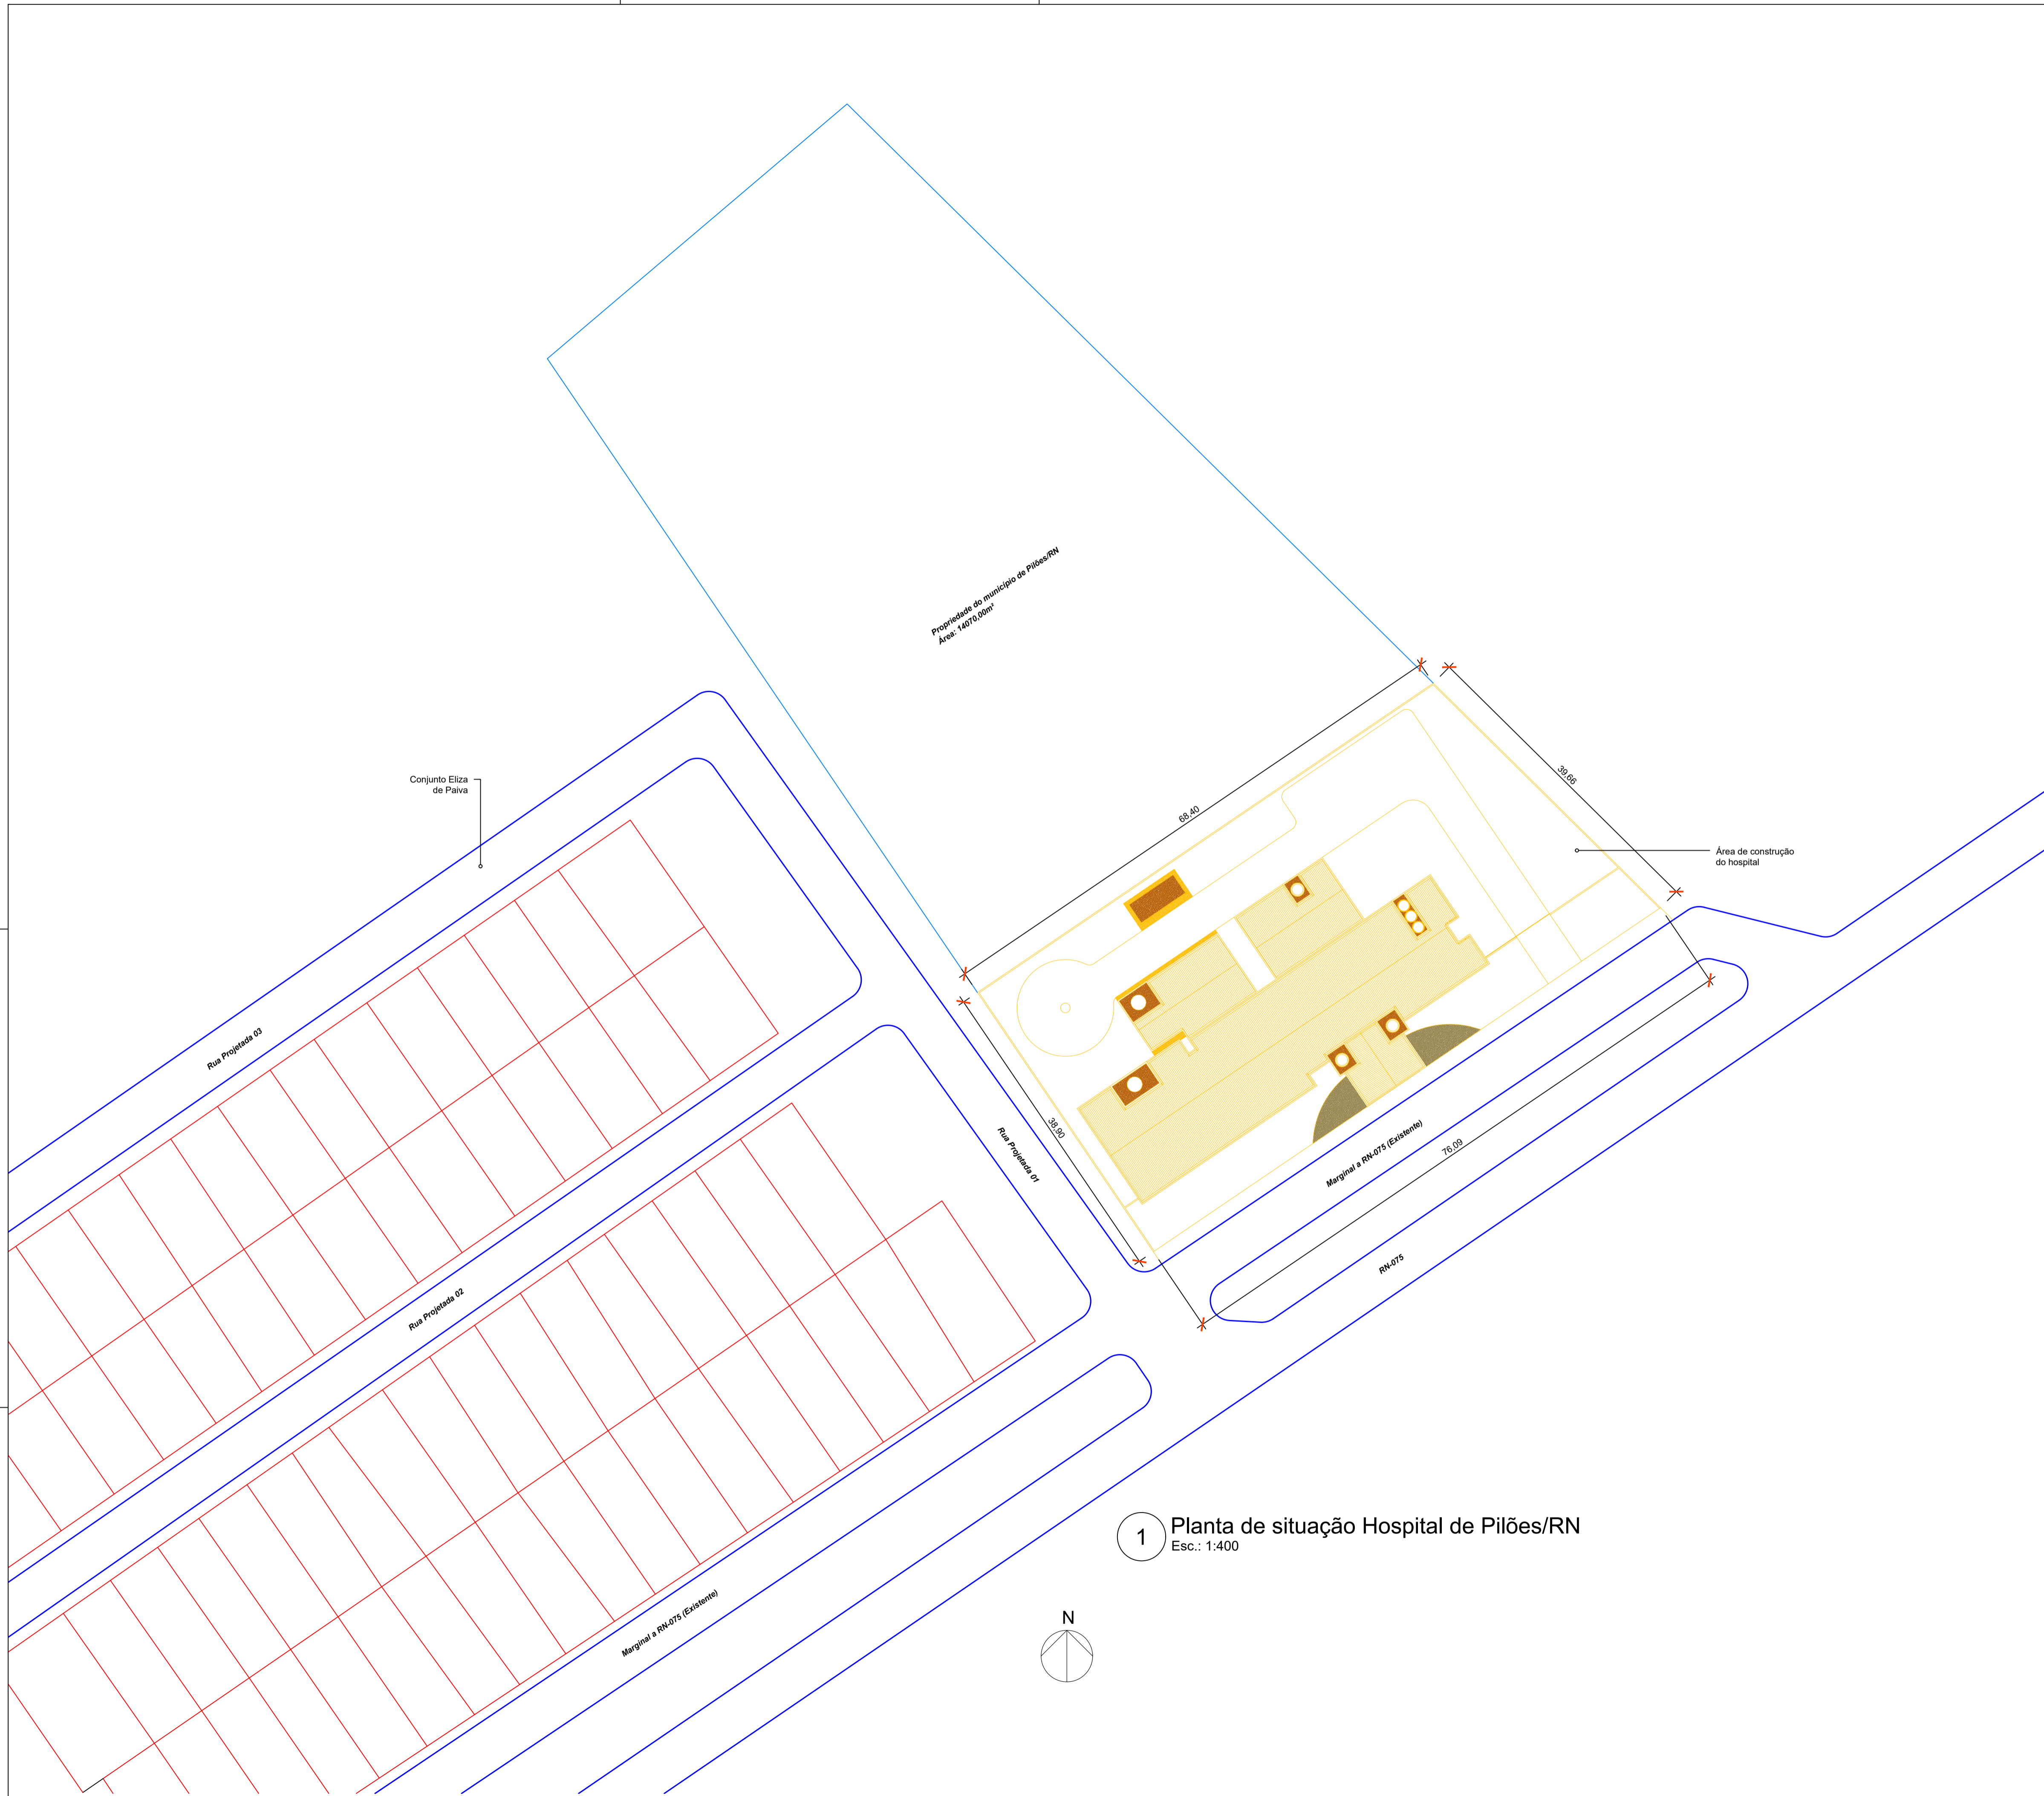 Propriedade do município de Pilões/RN
Área: 14070,00m²
68,40
39,66
Conjunto Eliza
de Paiva
Área de construção
do hospital
Rua Projetada 03
38,90
Rua Projetada 01
Marginal a RN-075 (Existente)
76,09
RN-075
Rua Projetada 02
1
Planta de situação Hospital de Pilões/RN
Esc.: 1:400
Marginal a RN-075 (Existente)
N